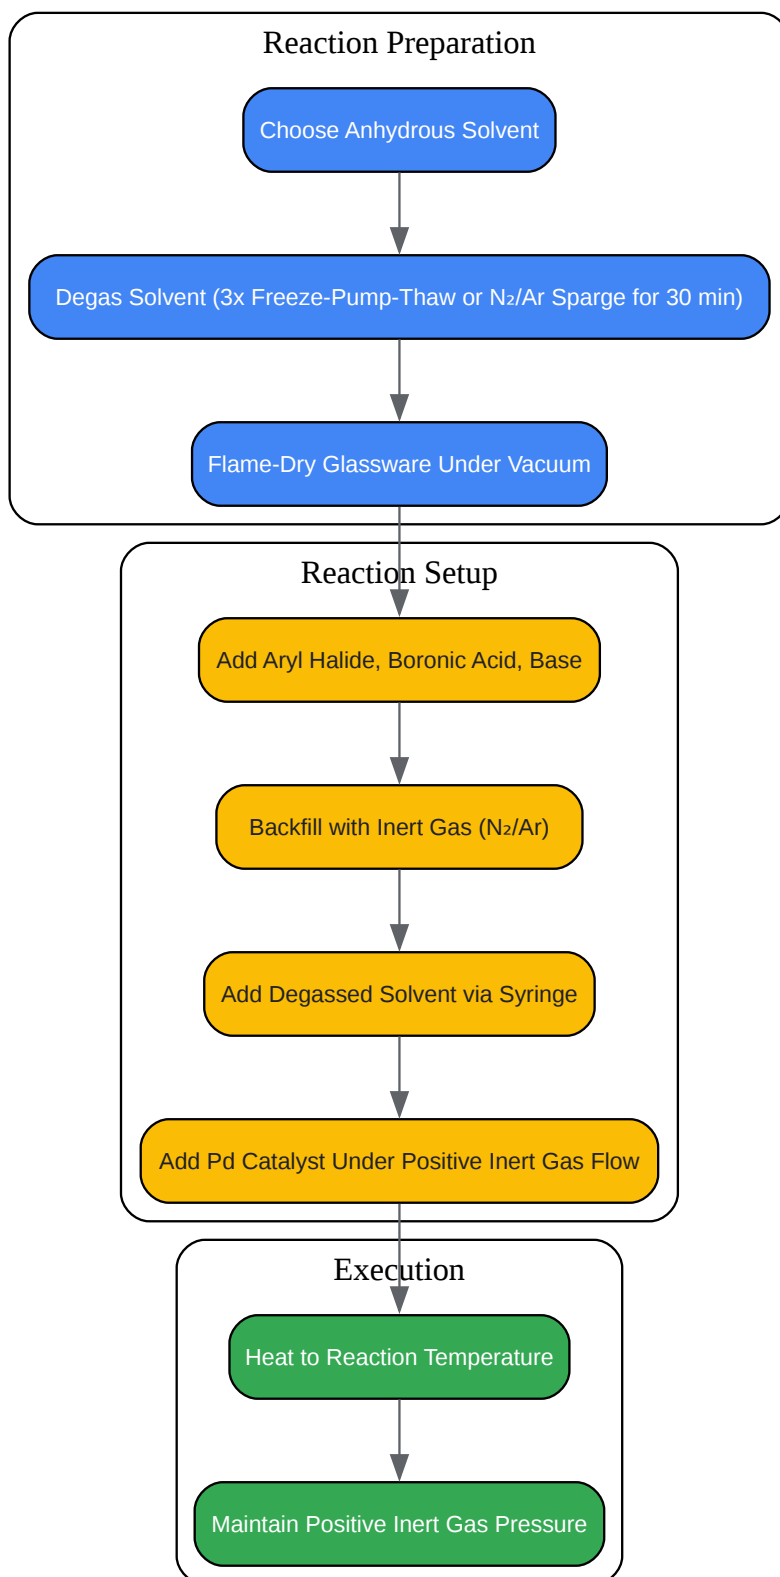 Reaction Preparation
Choose Anhydrous Solvent
Degas Solvent (3x Freeze-Pump-Thaw or N₂/Ar Sparge for 30 min)
Flame-Dry Glassware Under Vacuum
Reaction Setup
Add Aryl Halide, Boronic Acid, Base
Backfill with Inert Gas (N₂/Ar)
Add Degassed Solvent via Syringe
Add Pd Catalyst Under Positive Inert Gas Flow
Execution
Heat to Reaction Temperature
Maintain Positive Inert Gas Pressure